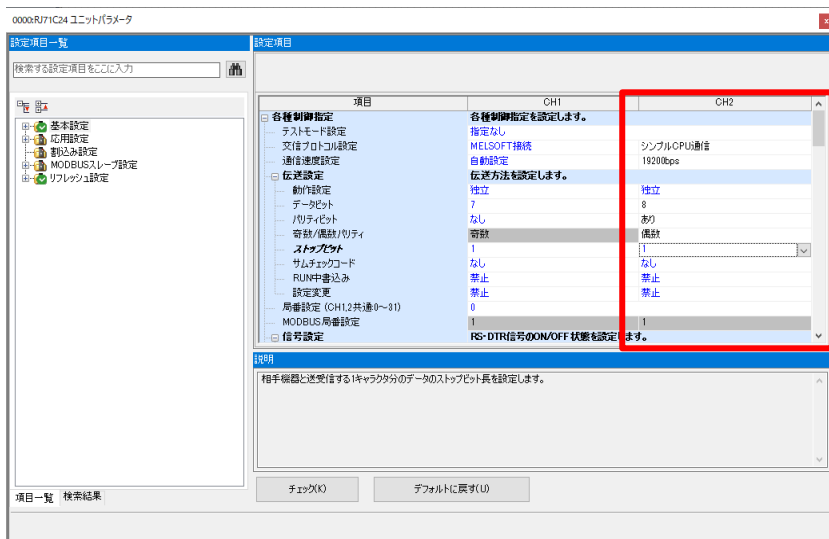 0000:RJ71C24 ユニットパラメータ
設定項目一覧
検索する設定項目をここに入力
基本設定
応用設定
割込み設定
MODBUSスレーブ設定
リフレッシュ設定
項目一覧 検索結果
設定項目
項目 CH1 CH2
各種制御指定 各種制御指定を設定します。
テストモード設定 指定なし
交信プロトコル設定 MELSOFT接続 シンプルCPU通信
通信速度設定 自動設定 19200bps
伝送設定 伝送方法を設定します。
動作設定 独立 独立
データビット 7 8
パリティビット なし あり
奇数/偶数パリティ 奇数 偶数
ストップビット 1 1
サムチェックコード なし なし
RUN中書込み 禁止 禁止
設定変更 禁止 禁止
局番設定 (CH1,2共通:0～31) 0
MODBUS局番設定 1 1
信号設定 RS・DTR信号のON/OFF状態を設定します。
説明
相手機器と送受信する1キャラクタ分のデータのストップビット長を設定します。
チェック(K) デフォルトに戻す(U)